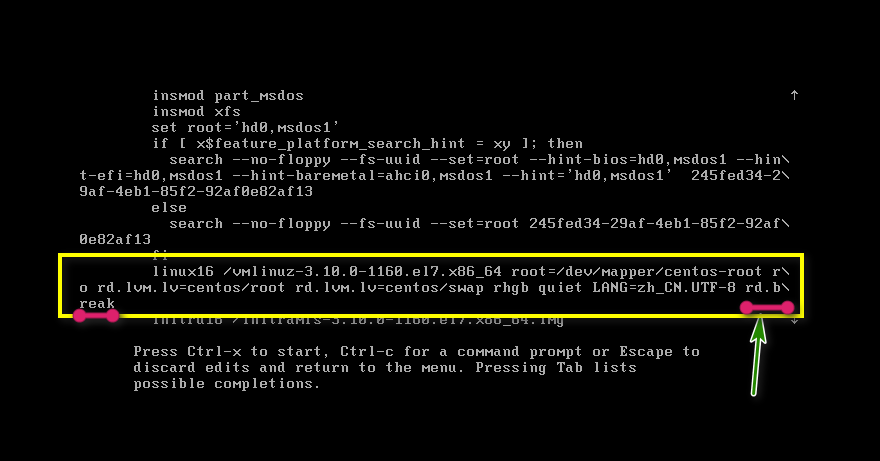 insmod part_msdos
insmod xfs
set root='hd0,msdos1'
if [ x$feature_platform_search_hint = xy ]; then
search --no-floppy --fs-uuid --set=root --hint-bios=hd0,msdos1 --hin\
t-efi=hd0,msdos1 --hint-baremetal=ahci0,msdos1 --hint='hd0,msdos1'  245fed34-2\
9af-4eb1-85f2-92af0e82af13
else
search --no-floppy --fs-uuid --set=root 245fed34-29af-4eb1-85f2-92af\
0e82af13
fi
linux16 /vmlinuz-3.10.0-1160.el7.x86_64 root=/dev/mapper/centos-root r\
o rd.lvm.lv=centos/root rd.lvm.lv=centos/swap rhgb quiet LANG=zh_CN.UTF-8 rd.b\
reak
initrd16 /initramfs-3.10.0-1160.el7.x86_64.img
Press Ctrl-x to start, Ctrl-c for a command prompt or Escape to
discard edits and return to the menu. Pressing Tab lists
possible completions.